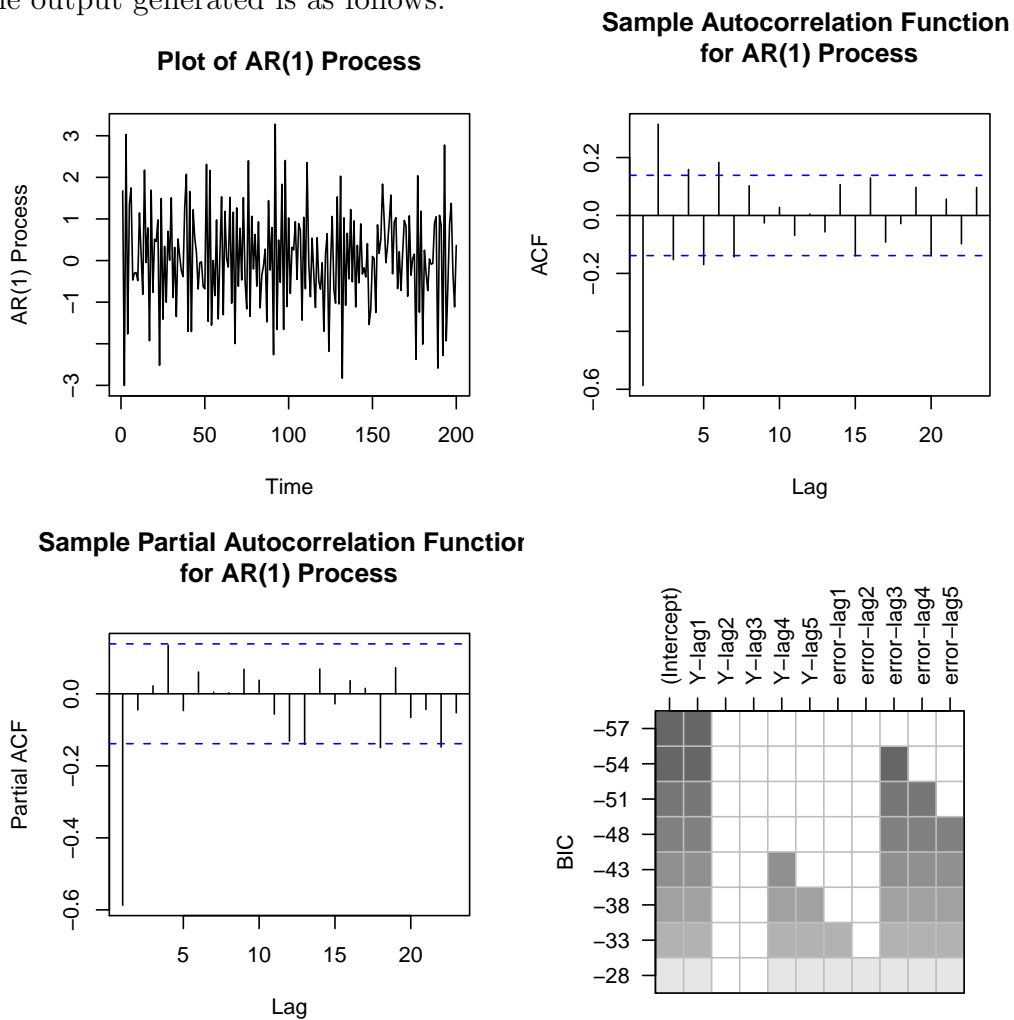 he output generated is as follows.
Plot of AR(1) Process
AR(1) Process
3
2
1
0
−1
−3
0 50 100 150 200
Time
Sample Autocorrelation Function
for AR(1) Process
ACF
0.2
0.0
−0.2
−0.6
5 10 15 20
Lag
Sample Partial Autocorrelation Function
for AR(1) Process
Partial ACF
0.0
−0.2
−0.4
−0.6
5 10 15 20
Lag
(Intercept)
Y−lag1
Y−lag2
Y−lag3
Y−lag4
Y−lag5
error−lag1
error−lag2
error−lag3
error−lag4
error−lag5
BIC
−57
−54
−51
−48
−43
−38
−33
−28